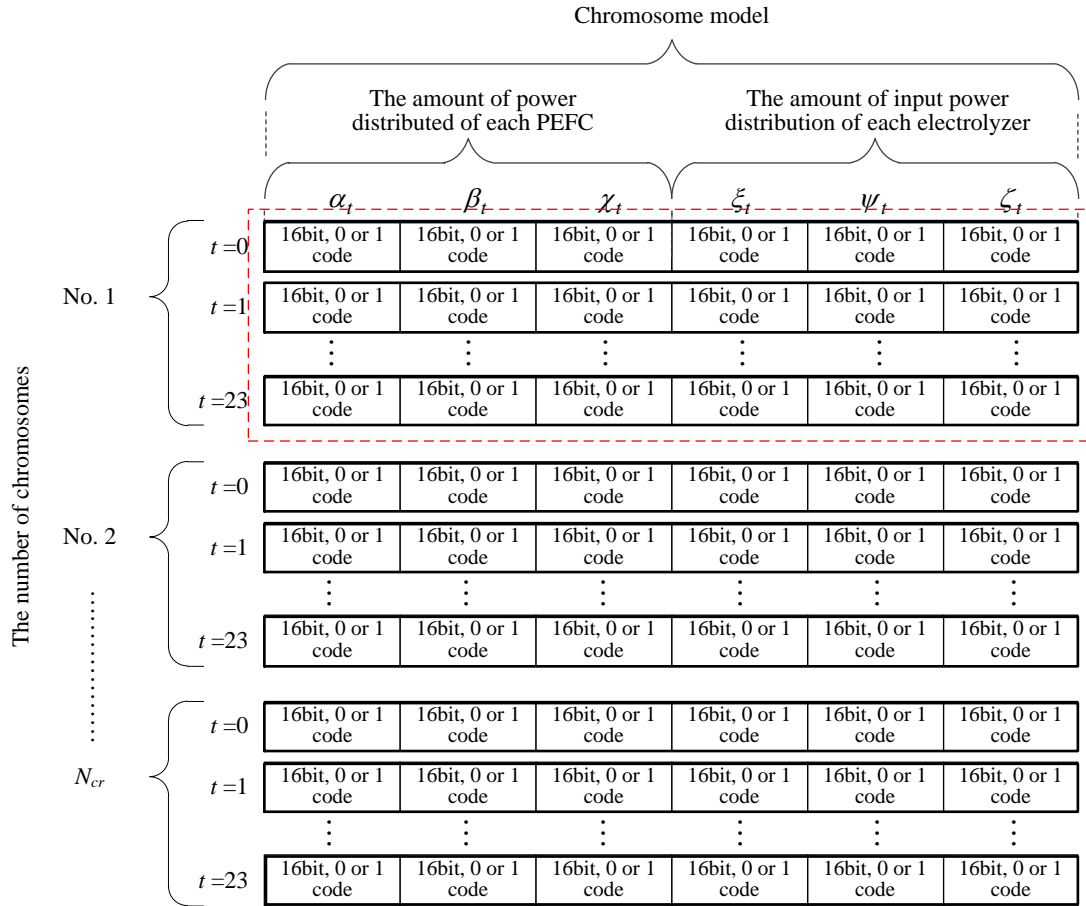 Chromosome model
The amount of power
distributed of each PEFC
The amount of input power
distribution of each electrolyzer
α_t β_t χ_t ξ_t ψ_t ζ_t
The number of chromosomes
No. 1
t =0
16bit, 0 or 1 16bit, 0 or 1 16bit, 0 or 1 16bit, 0 or 1 16bit, 0 or 1 16bit, 0 or 1
code code code code code code
t =1
16bit, 0 or 1 16bit, 0 or 1 16bit, 0 or 1 16bit, 0 or 1 16bit, 0 or 1 16bit, 0 or 1
code code code code code code
t =23
16bit, 0 or 1 16bit, 0 or 1 16bit, 0 or 1 16bit, 0 or 1 16bit, 0 or 1 16bit, 0 or 1
code code code code code code
No. 2
t =0
16bit, 0 or 1 16bit, 0 or 1 16bit, 0 or 1 16bit, 0 or 1 16bit, 0 or 1 16bit, 0 or 1
code code code code code code
t =1
16bit, 0 or 1 16bit, 0 or 1 16bit, 0 or 1 16bit, 0 or 1 16bit, 0 or 1 16bit, 0 or 1
code code code code code code
t =23
16bit, 0 or 1 16bit, 0 or 1 16bit, 0 or 1 16bit, 0 or 1 16bit, 0 or 1 16bit, 0 or 1
code code code code code code
N_cr
t =0
16bit, 0 or 1 16bit, 0 or 1 16bit, 0 or 1 16bit, 0 or 1 16bit, 0 or 1 16bit, 0 or 1
code code code code code code
t =1
16bit, 0 or 1 16bit, 0 or 1 16bit, 0 or 1 16bit, 0 or 1 16bit, 0 or 1 16bit, 0 or 1
code code code code code code
t =23
16bit, 0 or 1 16bit, 0 or 1 16bit, 0 or 1 16bit, 0 or 1 16bit, 0 or 1 16bit, 0 or 1
code code code code code code